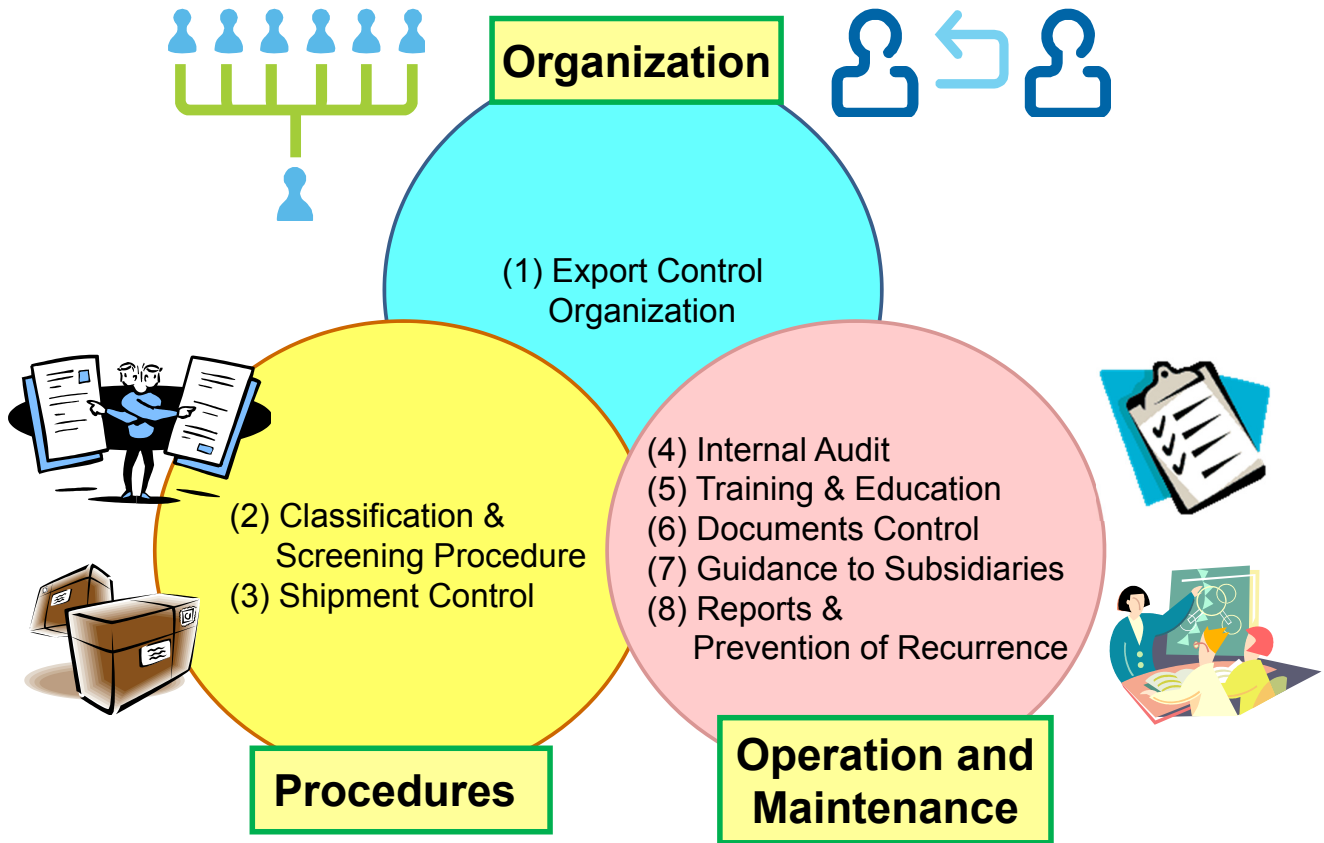 Organization
(1) Export Control
Organization
(2) Classification &
Screening Procedure
(3) Shipment Control
(4) Internal Audit
(5) Training & Education
(6) Documents Control
(7) Guidance to Subsidiaries
(8) Reports &
Prevention of Recurrence
Procedures
Operation and
Maintenance